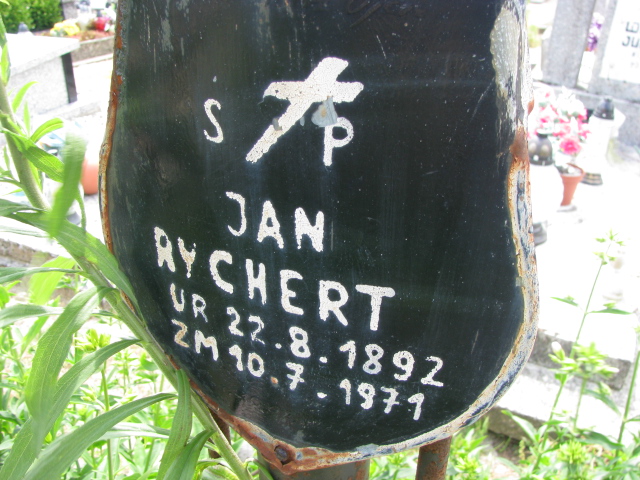 S P
JAN
RYCHERT
UR 22.8.1892
ZM 10.7.1971